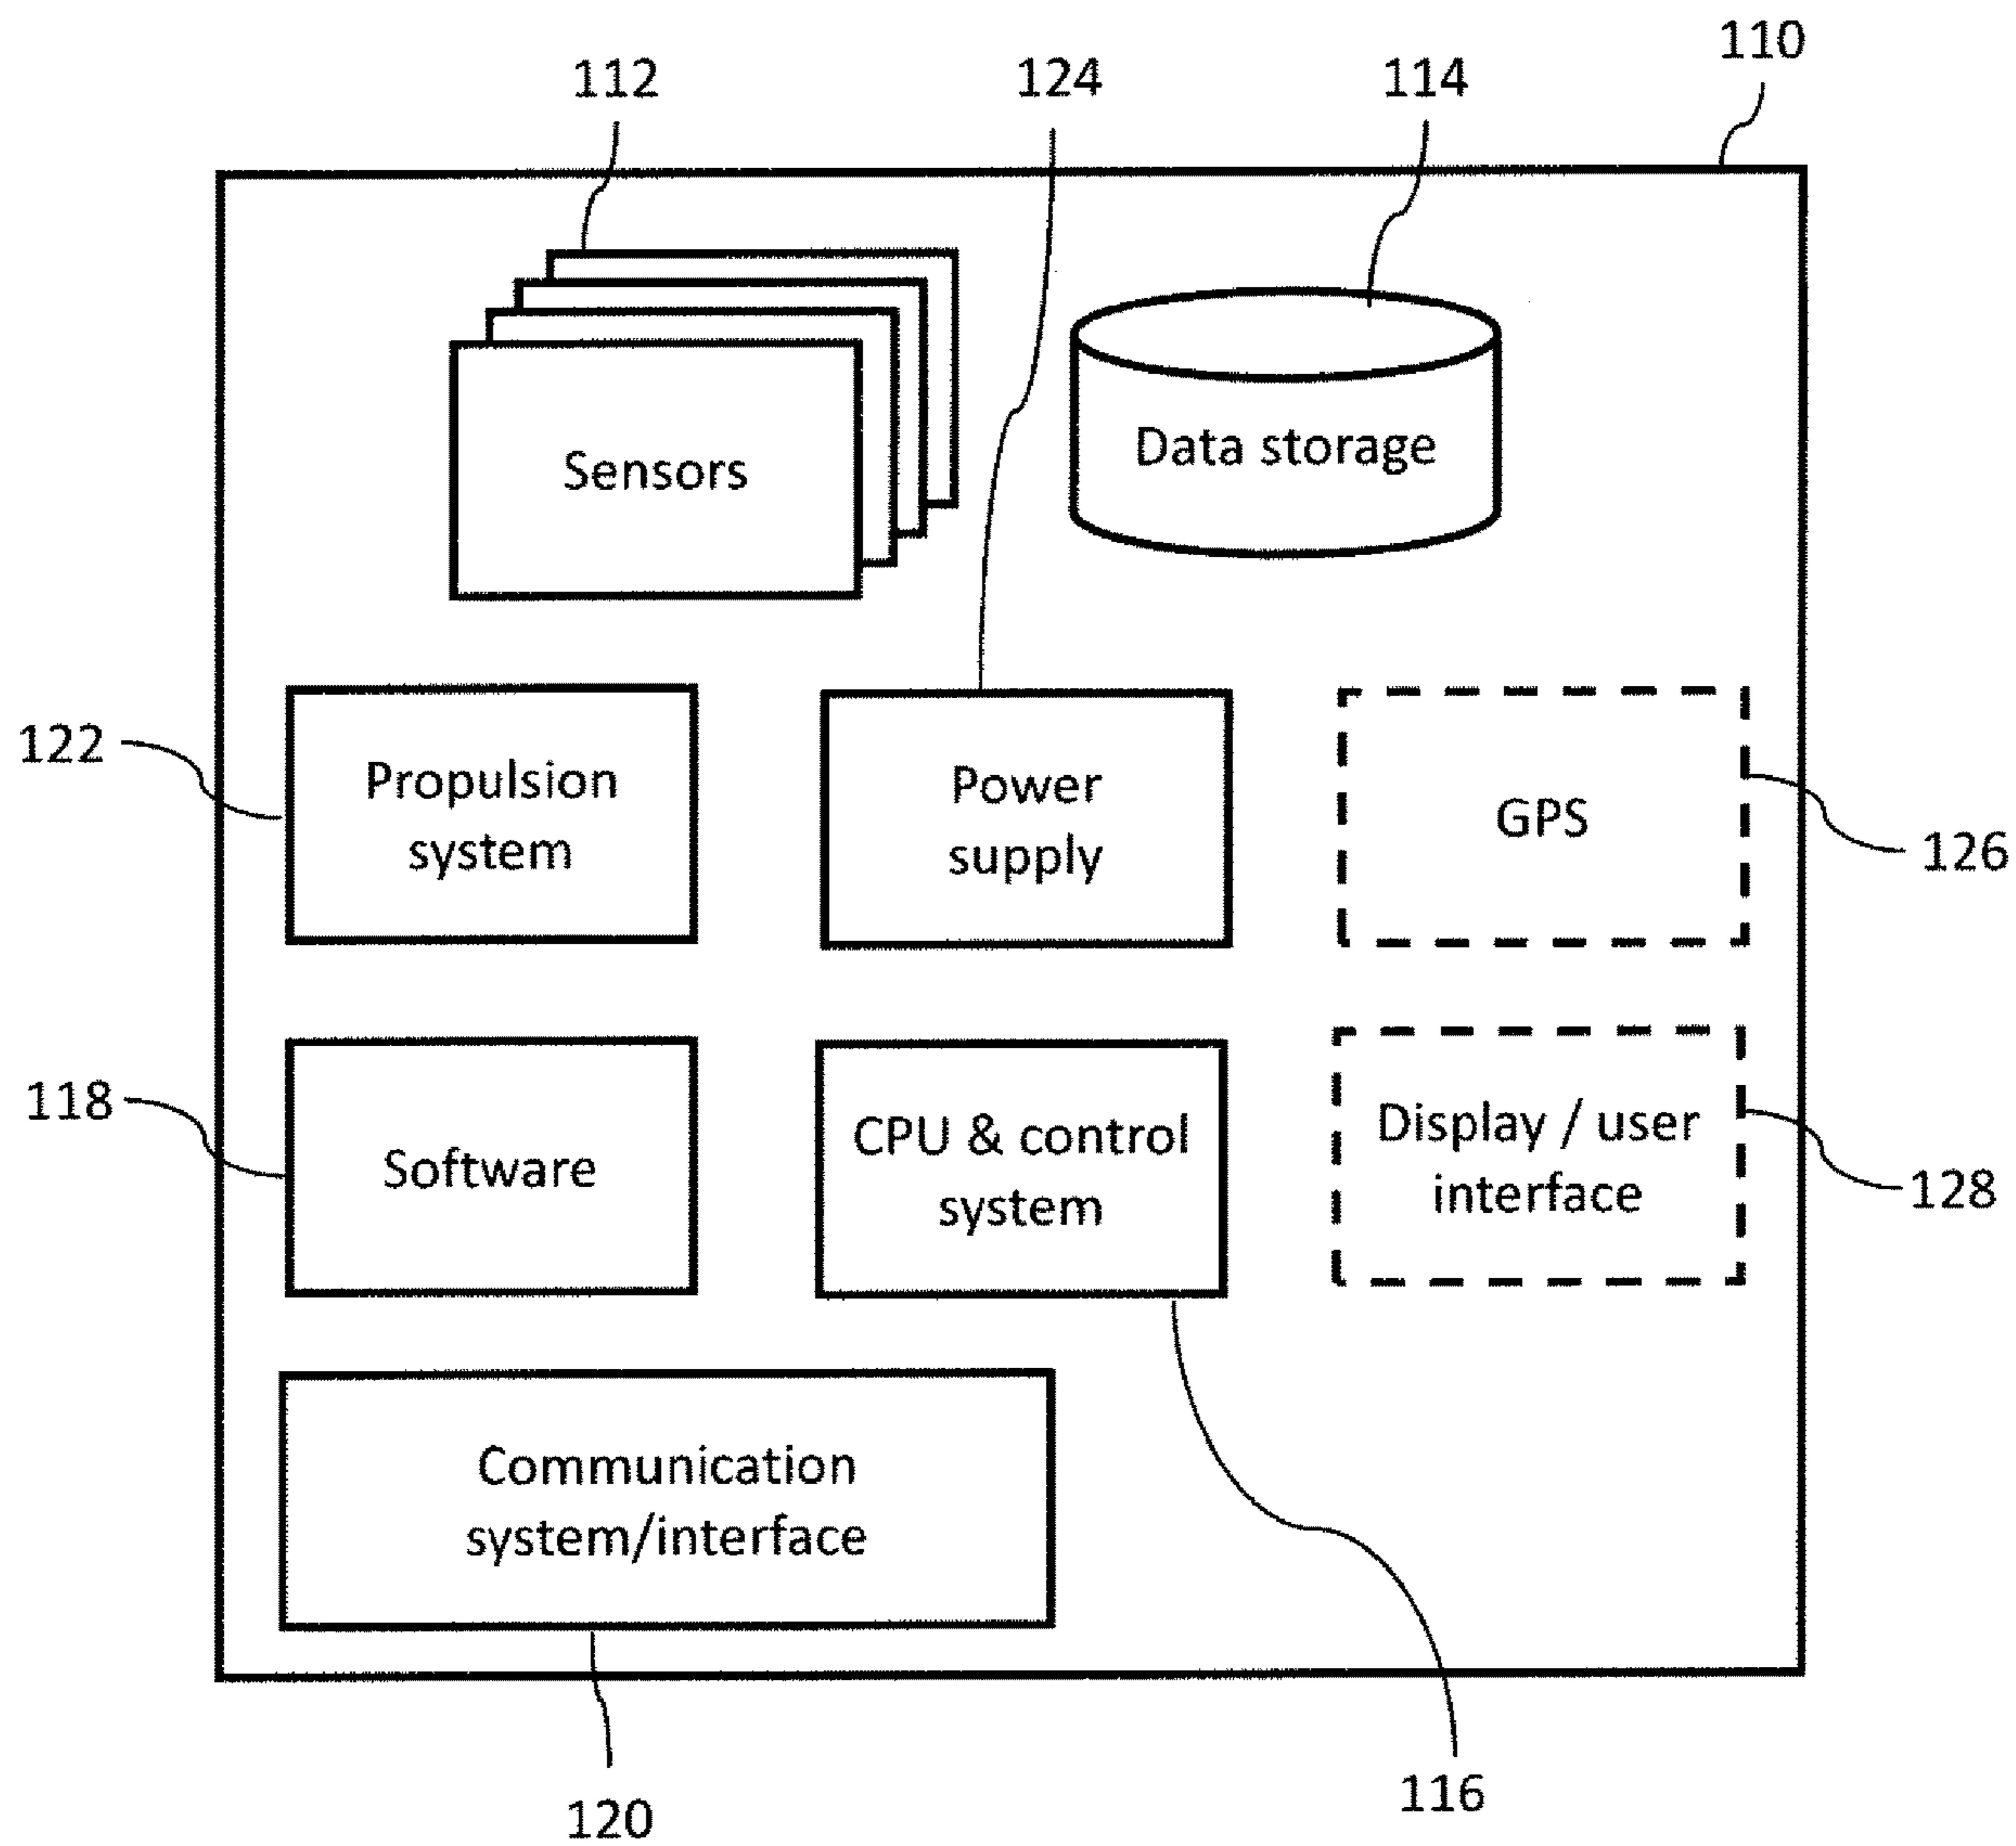 110
112
124
114
Sensors
Data storage
122
Propulsion
system
Power
supply
GPS
126
118
Software
CPU & control
system
Display / user
interface
128
Communication
system/interface
116
120